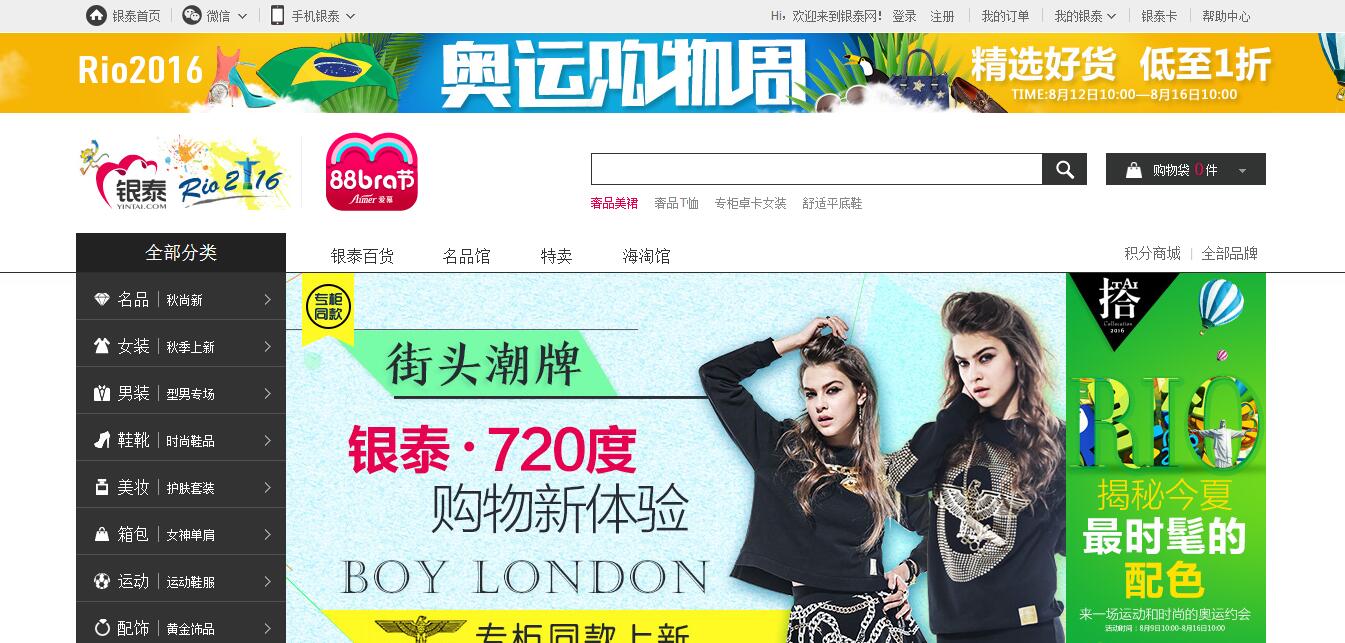 银泰首页 微信 手机银泰 Hi，欢迎来到银泰网！ 登录 注册 我的订单 我的银泰 银泰卡 帮助中心
Rio2016 奥运购物周 精选好货 低至1折
TIME:8月12日10:00—8月16日10:00
银泰
YINTAI.COM
Rio2016
88bra节
Aimer 爱慕
购物袋 0 件
奢品美裙 奢品T恤 专柜卓卡女装 舒适平底鞋
全部分类 银泰百货 名品馆 特卖 海淘馆 积分商城 全部品牌
名品 秋尚新
女装 秋季上新
男装 型男专场
鞋靴 时尚鞋品
美妆 护肤套装
箱包 女神单肩
运动 运动鞋服
配饰 黄金饰品
专柜
同款
街头潮牌
银泰·720度
购物新体验
BOY LONDON
专柜同款上新
拾
2016
RIO
揭秘今夏
最时髦的
配色
来一场运动和时尚的奥运约会
活动时间：8月9日10:00-8月16日10:00